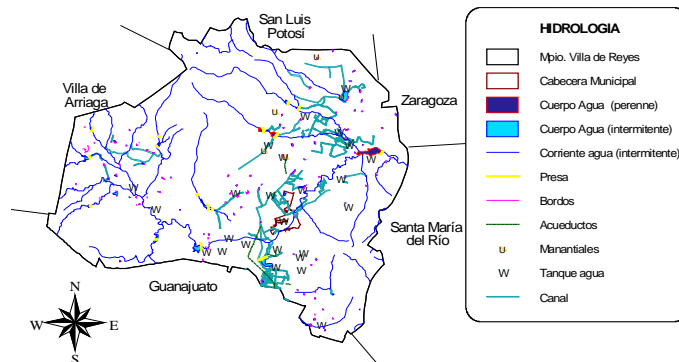 San Luis
Potosí
Villa de
Arriaga
Zaragoza
Santa María
del Río
Guanajuato
N
W
E
S
HIDROLOGIA
Mpio. Villa de Reyes
Cabecera Municipal
Cuerpo Agua (perenne)
Cuerpo Agua (intermitente)
Corriente agua (intermitente)
Presa
Bordos
Acueductos
u Manantiales
W Tanque agua
Canal